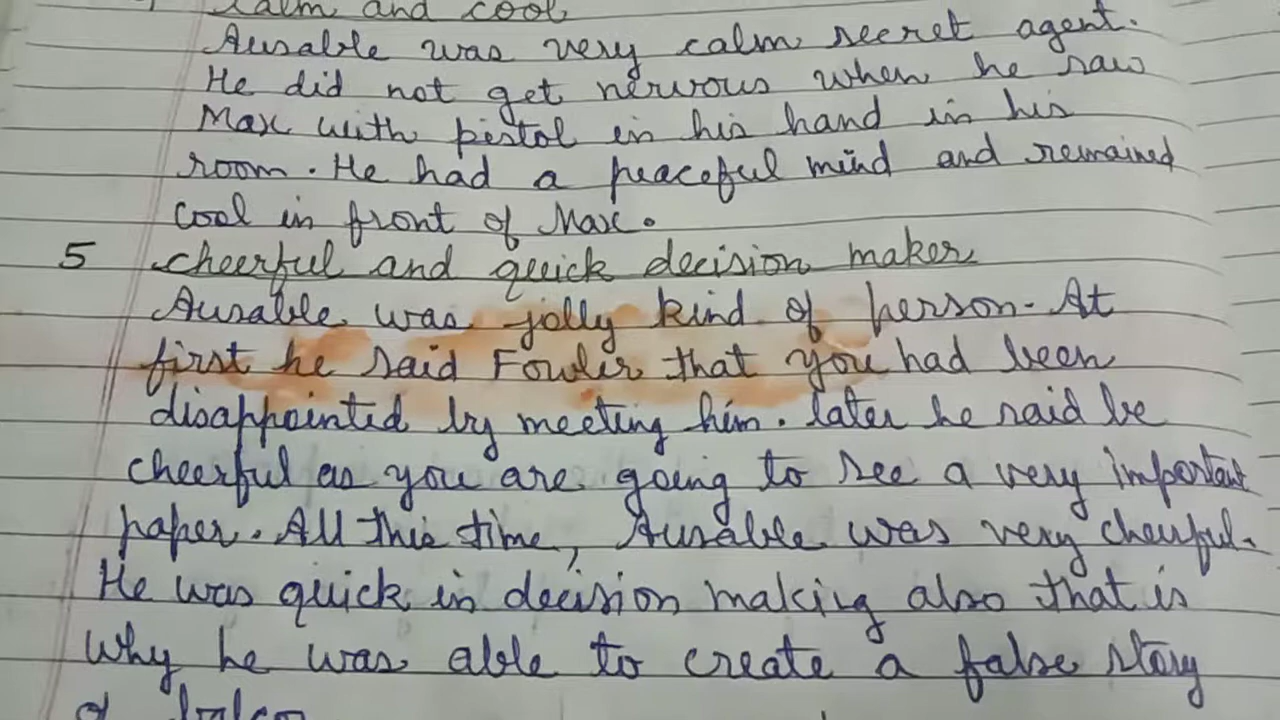 calm and cool
Ausable was very calm secret agent.
He did not get nervous when he saw
Max with pistol in his hand in his
room. He had a peaceful mind and remained
cool in front of Max.
5 cheerful and quick decision maker
Ausable was jolly kind of person. At
first he said Fowler that you had been
disappointed by meeting him. later he said be
cheerful as you are going to see a very important
paper. All this time, Ausable was very cheerful.
He was quick in decision making also that is
why he was able to create a false story
of